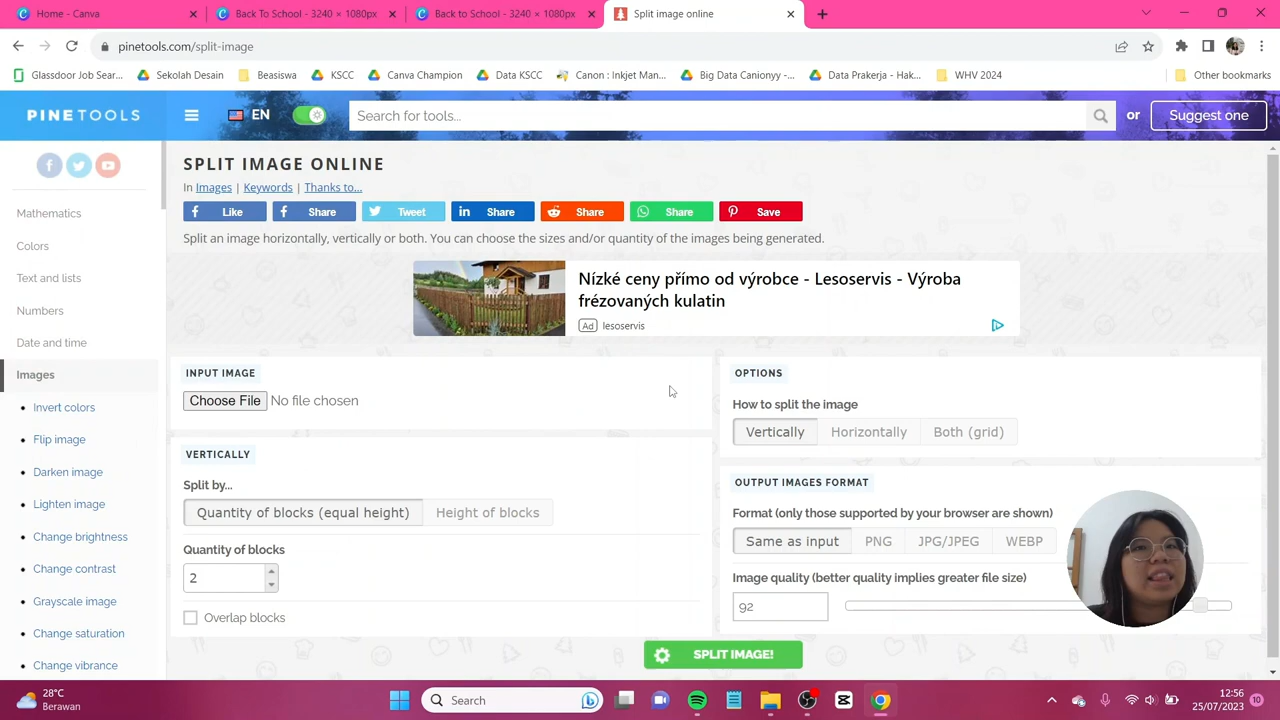 Home - Canva
Back To School - 3240 × 1080px
Back to School - 3240 × 1080px
Split image online
pinetools.com/split-image
Glassdoor Job Sear...
Sekolah Desain
Beasiswa
KSCC
Canva Champion
Data KSCC
Canon : Inkjet Man...
Big Data Canionyy -...
Data Prakerja - Hak...
WHV 2024
Other bookmarks
PINETOOLS
EN
Search for tools...
or
Suggest one
Mathematics
Colors
Text and lists
Numbers
Date and time
Images
Invert colors
Flip image
Darken image
Lighten image
Change brightness
Change contrast
Grayscale image
Change saturation
Change vibrance
SPLIT IMAGE ONLINE
In Images | Keywords | Thanks to...
Like
Share
Tweet
Share
Share
Share
Save
Split an image horizontally, vertically or both. You can choose the sizes and/or quantity of the images being generated.
Nízké ceny přímo od výrobce - Lesoservis - Výroba
frézovaných kulatin
Ad lesoservis
INPUT IMAGE
Choose File No file chosen
VERTICALLY
Split by...
Quantity of blocks (equal height)
Height of blocks
Quantity of blocks
2
Overlap blocks
OPTIONS
How to split the image
Vertically
Horizontally
Both (grid)
OUTPUT IMAGES FORMAT
Format (only those supported by your browser are shown)
Same as input
PNG
JPG/JPEG
WEBP
Image quality (better quality implies greater file size)
92
SPLIT IMAGE!
28°C
Berawan
Search
12:56
25/07/2023
10